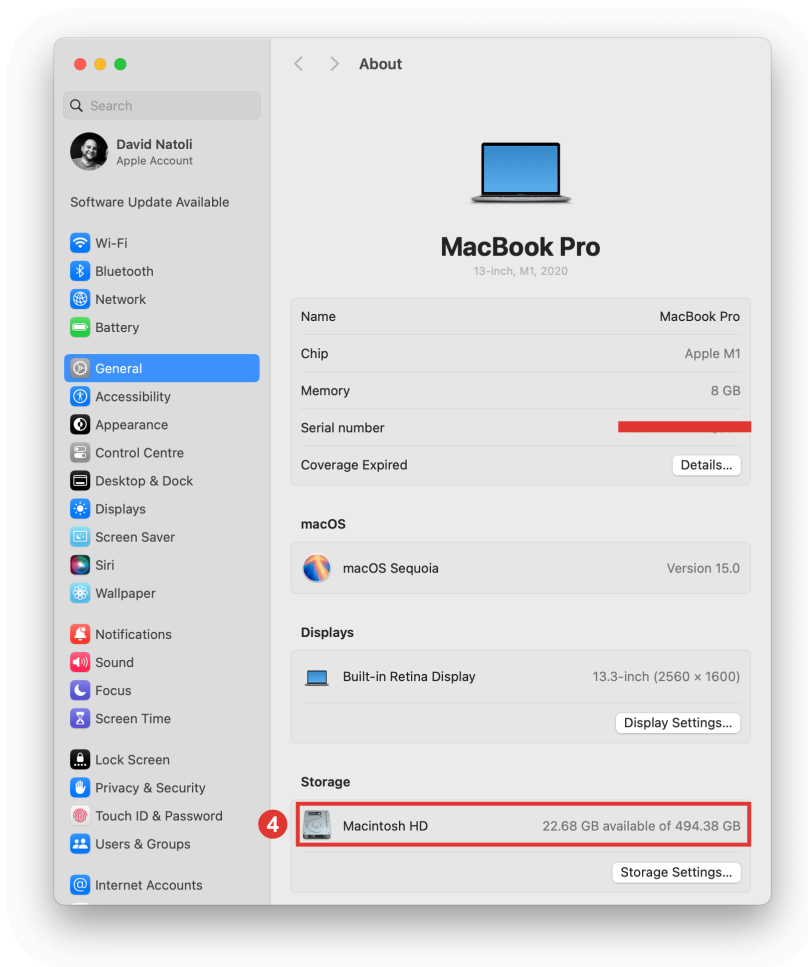 About
Search
David Natoli
Apple Account
Software Update Available
Wi-Fi
Bluetooth
Network
Battery
General
Accessibility
Appearance
Control Centre
Desktop & Dock
Displays
Screen Saver
Siri
Wallpaper
Notifications
Sound
Focus
Screen Time
Lock Screen
Privacy & Security
Touch ID & Password
Users & Groups
Internet Accounts
MacBook Pro
13-inch, M1, 2020
Name MacBook Pro
Chip Apple M1
Memory 8 GB
Serial number
Coverage Expired Details...
macOS
macOS Sequoia Version 15.0
Displays
Built-in Retina Display 13.3-inch (2560 × 1600)
Display Settings...
Storage
4 Macintosh HD 22.68 GB available of 494.38 GB
Storage Settings...